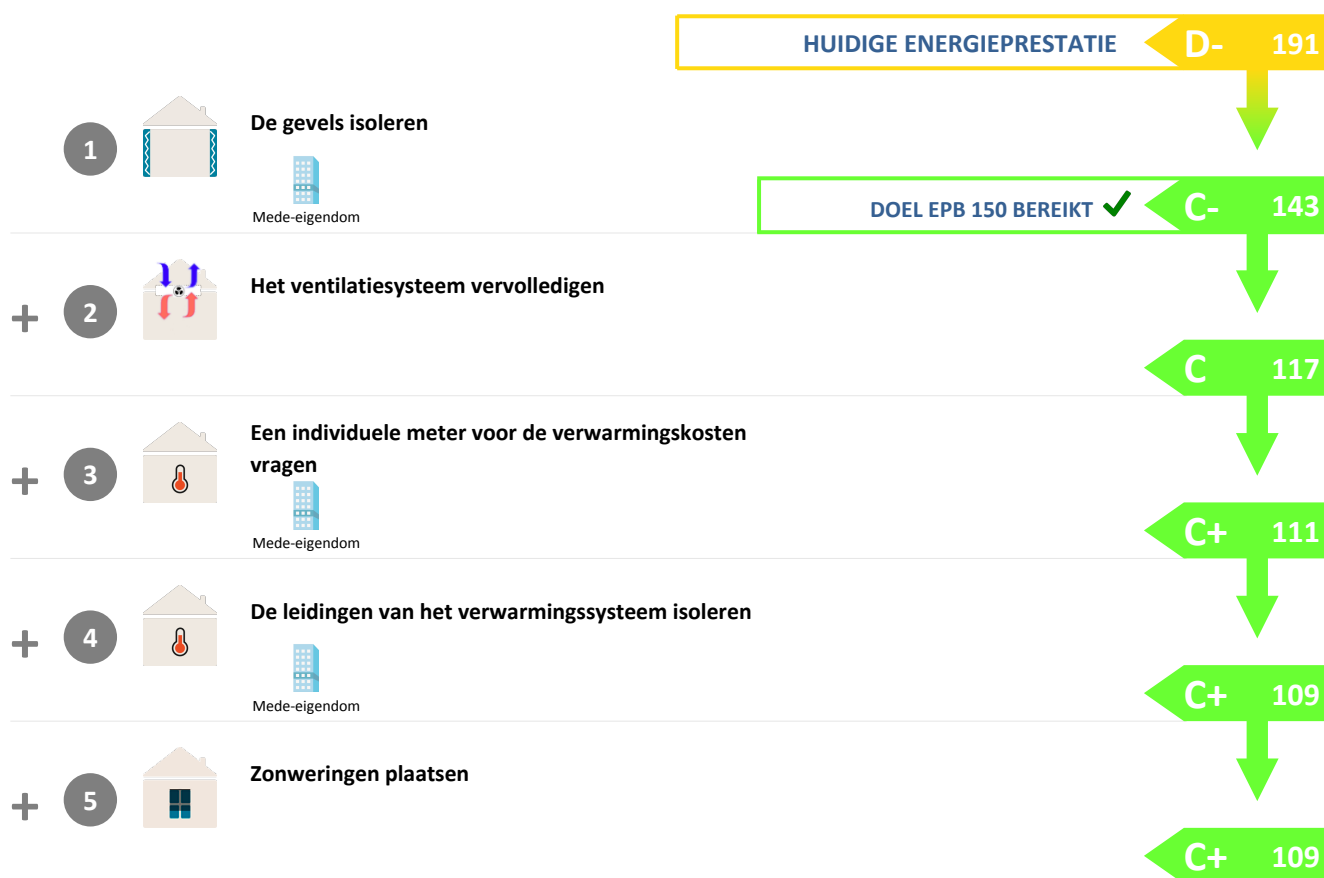 HUIDIGE ENERGIEPRESTATIE D- 191
1 De gevels isoleren
Mede-eigendom
DOEL EPB 150 BEREIKT ✓ C- 143
+ 2 Het ventilatiesysteem vervolledigen
C 117
+ 3 Een individuele meter voor de verwarmingskosten
vragen
Mede-eigendom
C+ 111
+ 4 De leidingen van het verwarmingssysteem isoleren
Mede-eigendom
C+ 109
+ 5 Zonweringen plaatsen
C+ 109